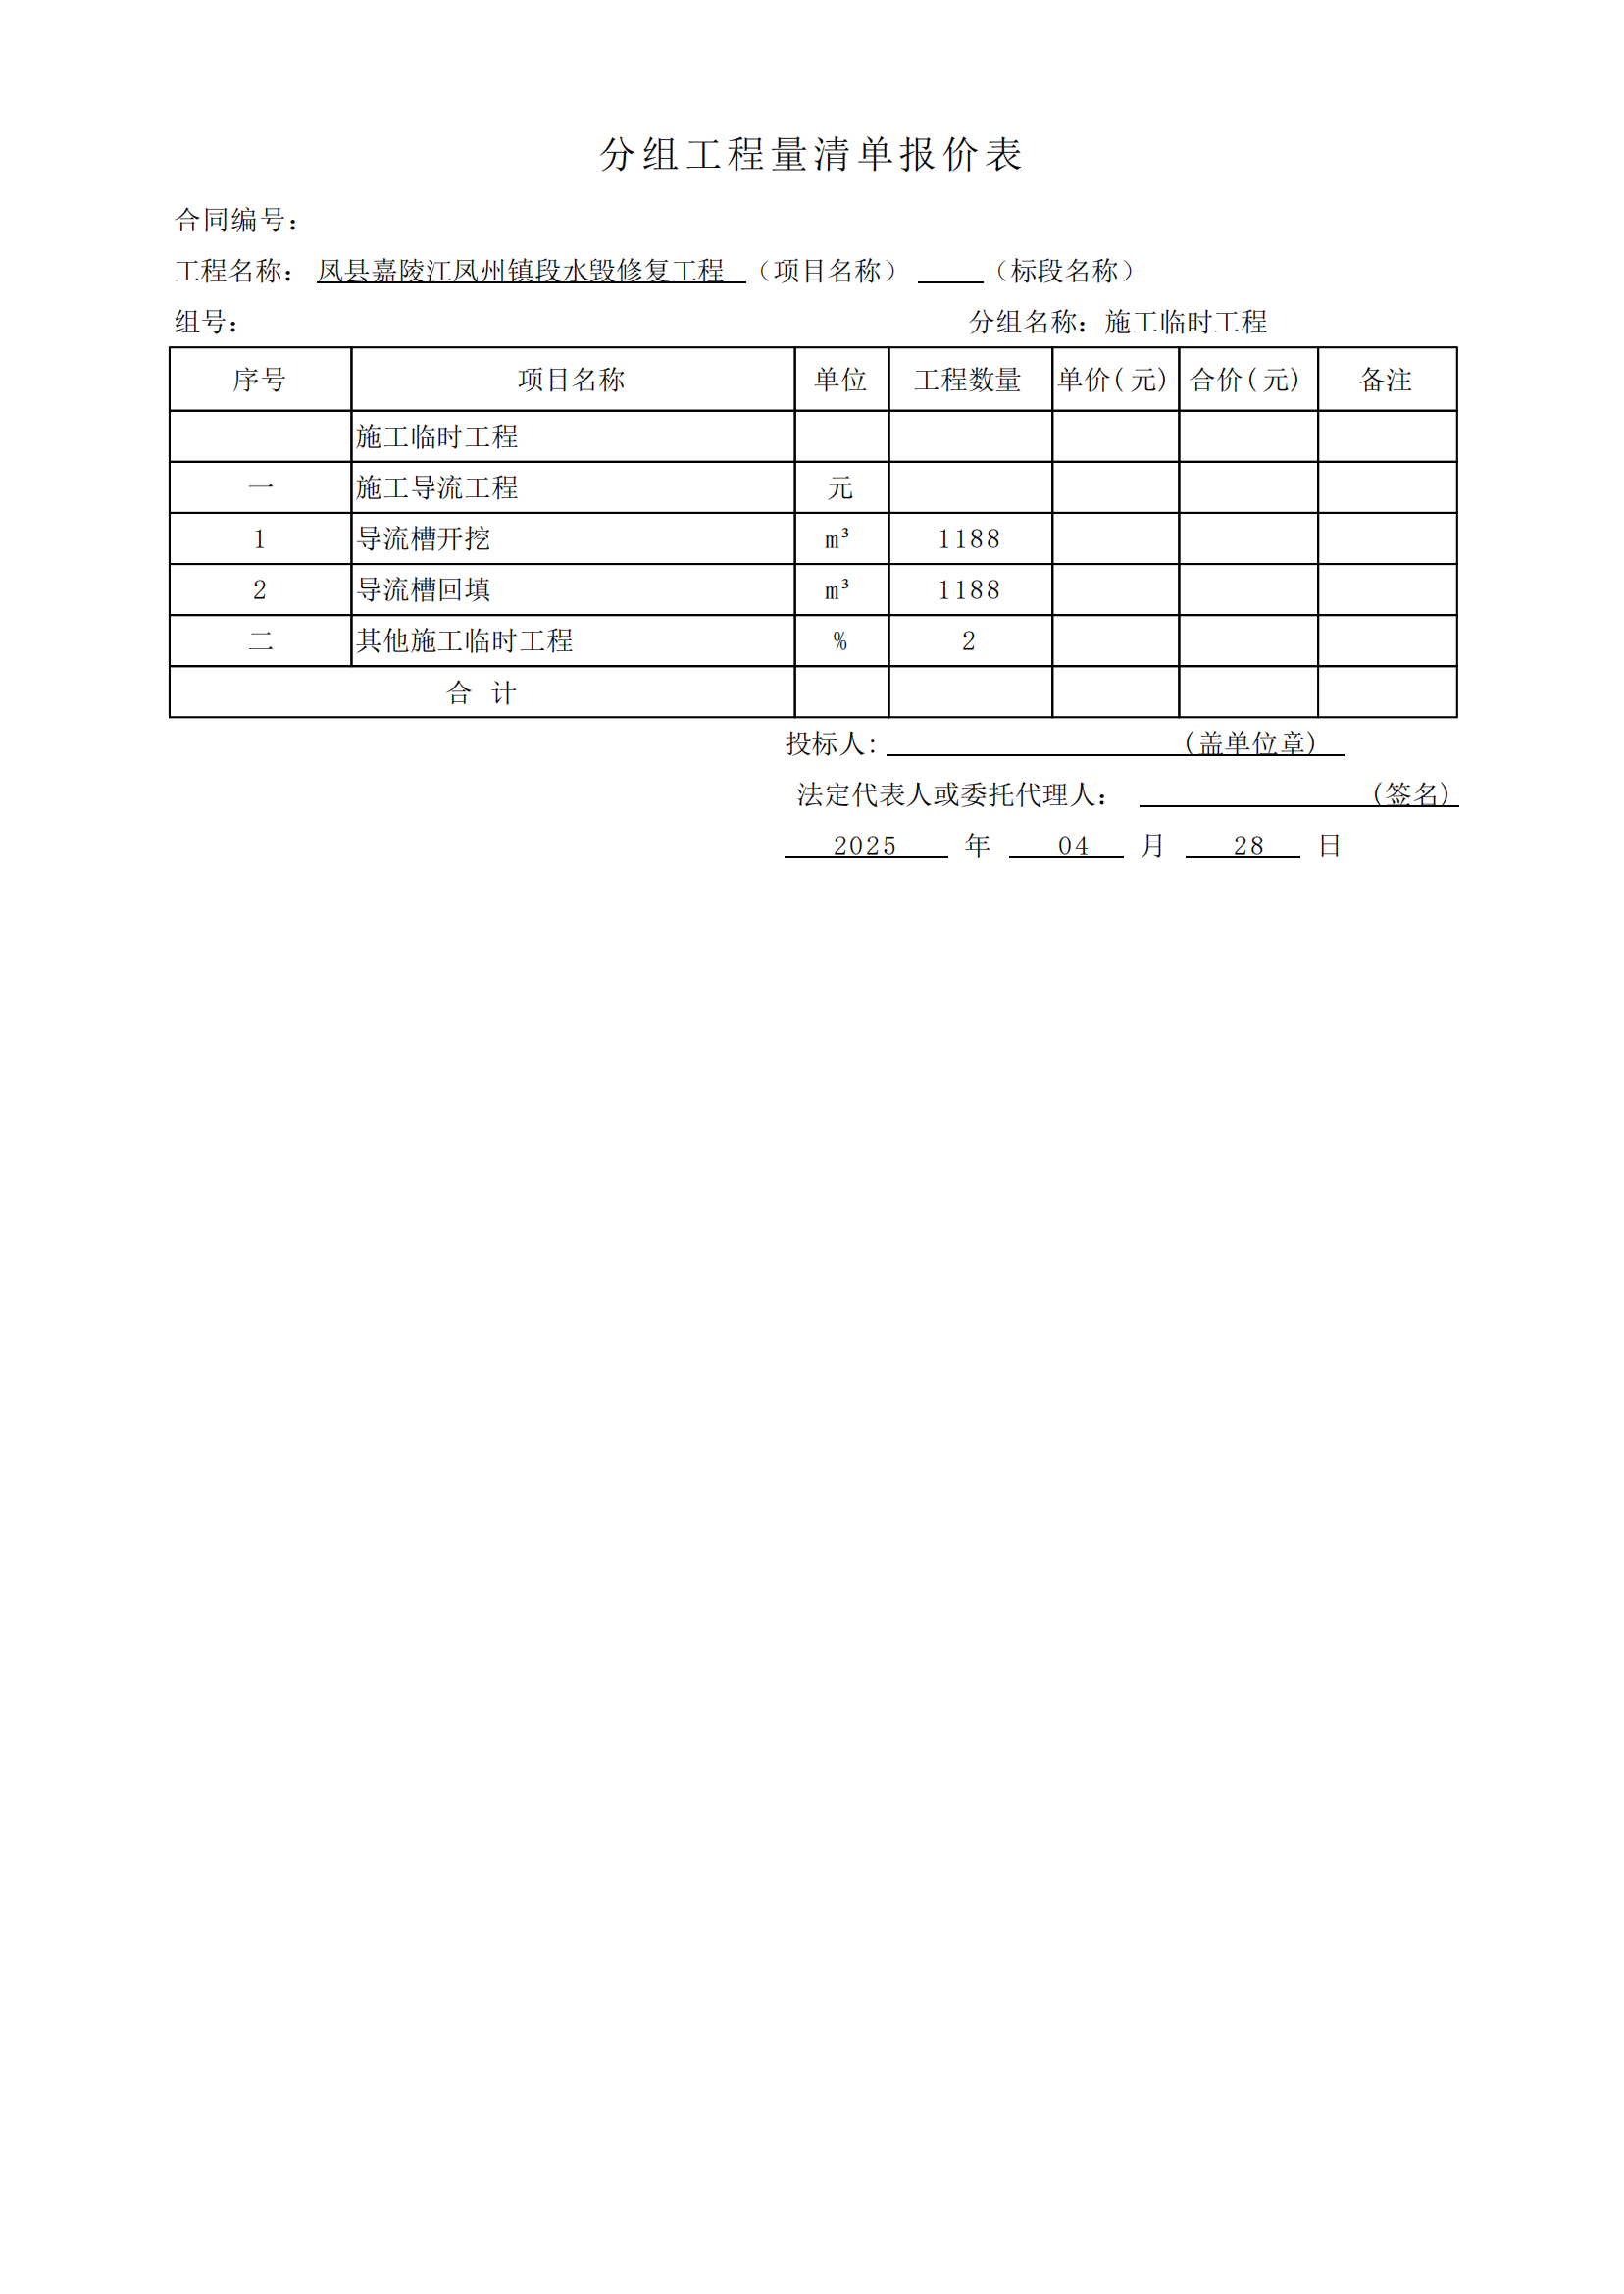 分组工程量清单报价表
合同编号：
工程名称： 凤县嘉陵江凤州镇段水毁修复工程 （项目名称） （标段名称）
组号： 分组名称：施工临时工程
序号 项目名称 单位 工程数量 单价(元) 合价(元) 备注
施工临时工程
一 施工导流工程 元
1 导流槽开挖 m³ 1188
2 导流槽回填 m³ 1188
二 其他施工临时工程 % 2
合 计
投标人: (盖单位章)
法定代表人或委托代理人： (签名)
2025 年 04 月 28 日